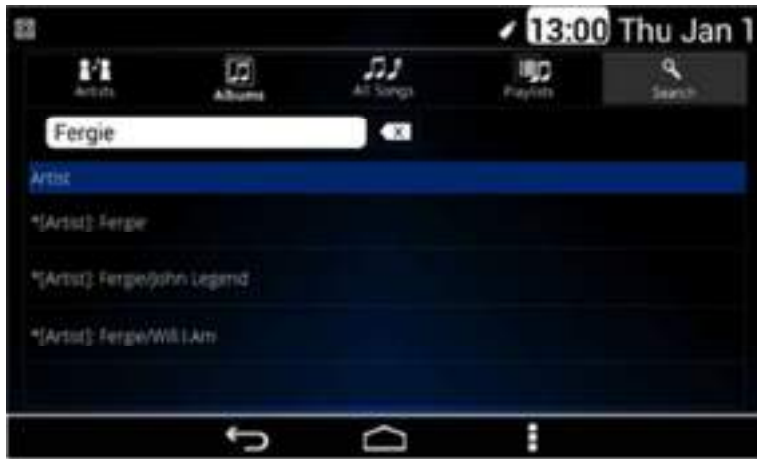 13:00 Thu Jan 1
Artists Albums All Songs Playlists Search
Fergie
Artist
*[Artist]: Fergie
*[Artist]: Fergie/John Legend
*[Artist]: Fergie/Will.I.Am